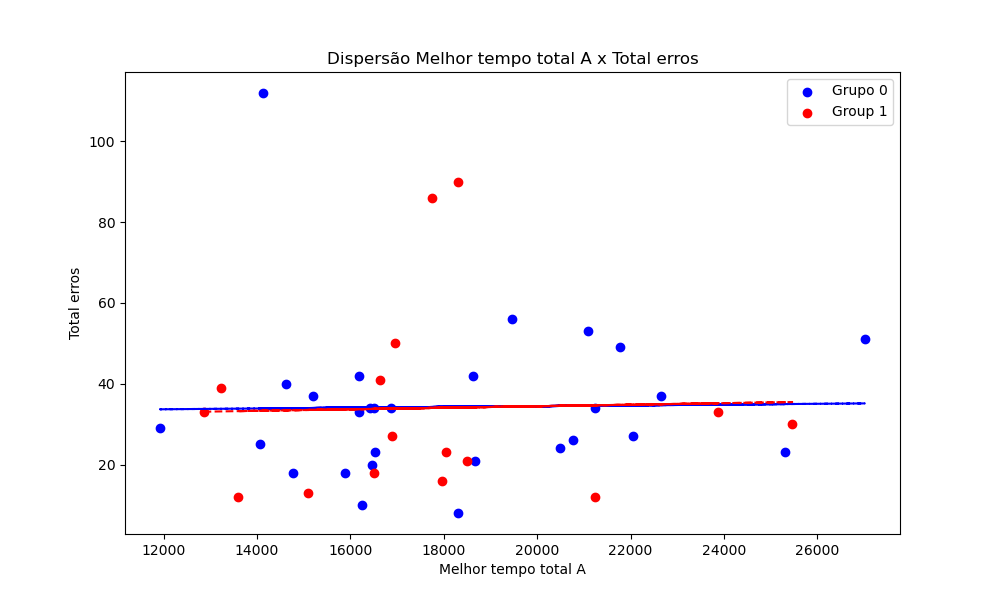 Dispersão Melhor tempo total A x Total erros
Grupo 0
Group 1
100
80
60
40
20
Total erros
12000 14000 16000 18000 20000 22000 24000 26000
Melhor tempo total A